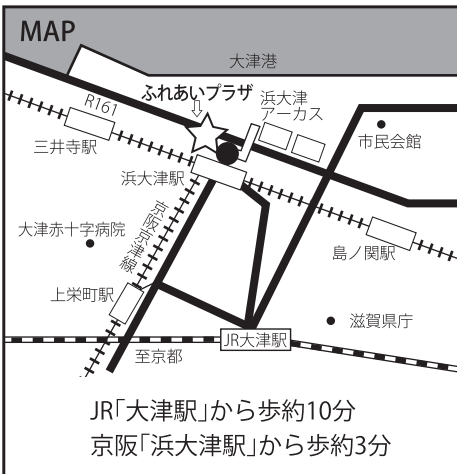 MAP
大津港
R161
ふれあいプラザ
浜大津
アーカス
市民会館
三井寺駅
浜大津駅
大津赤十字病院
京阪京津線
島ノ関駅
上栄町駅
滋賀県庁
JR大津駅
至京都
JR「大津駅」から歩約10分
京阪「浜大津駅」から歩約3分